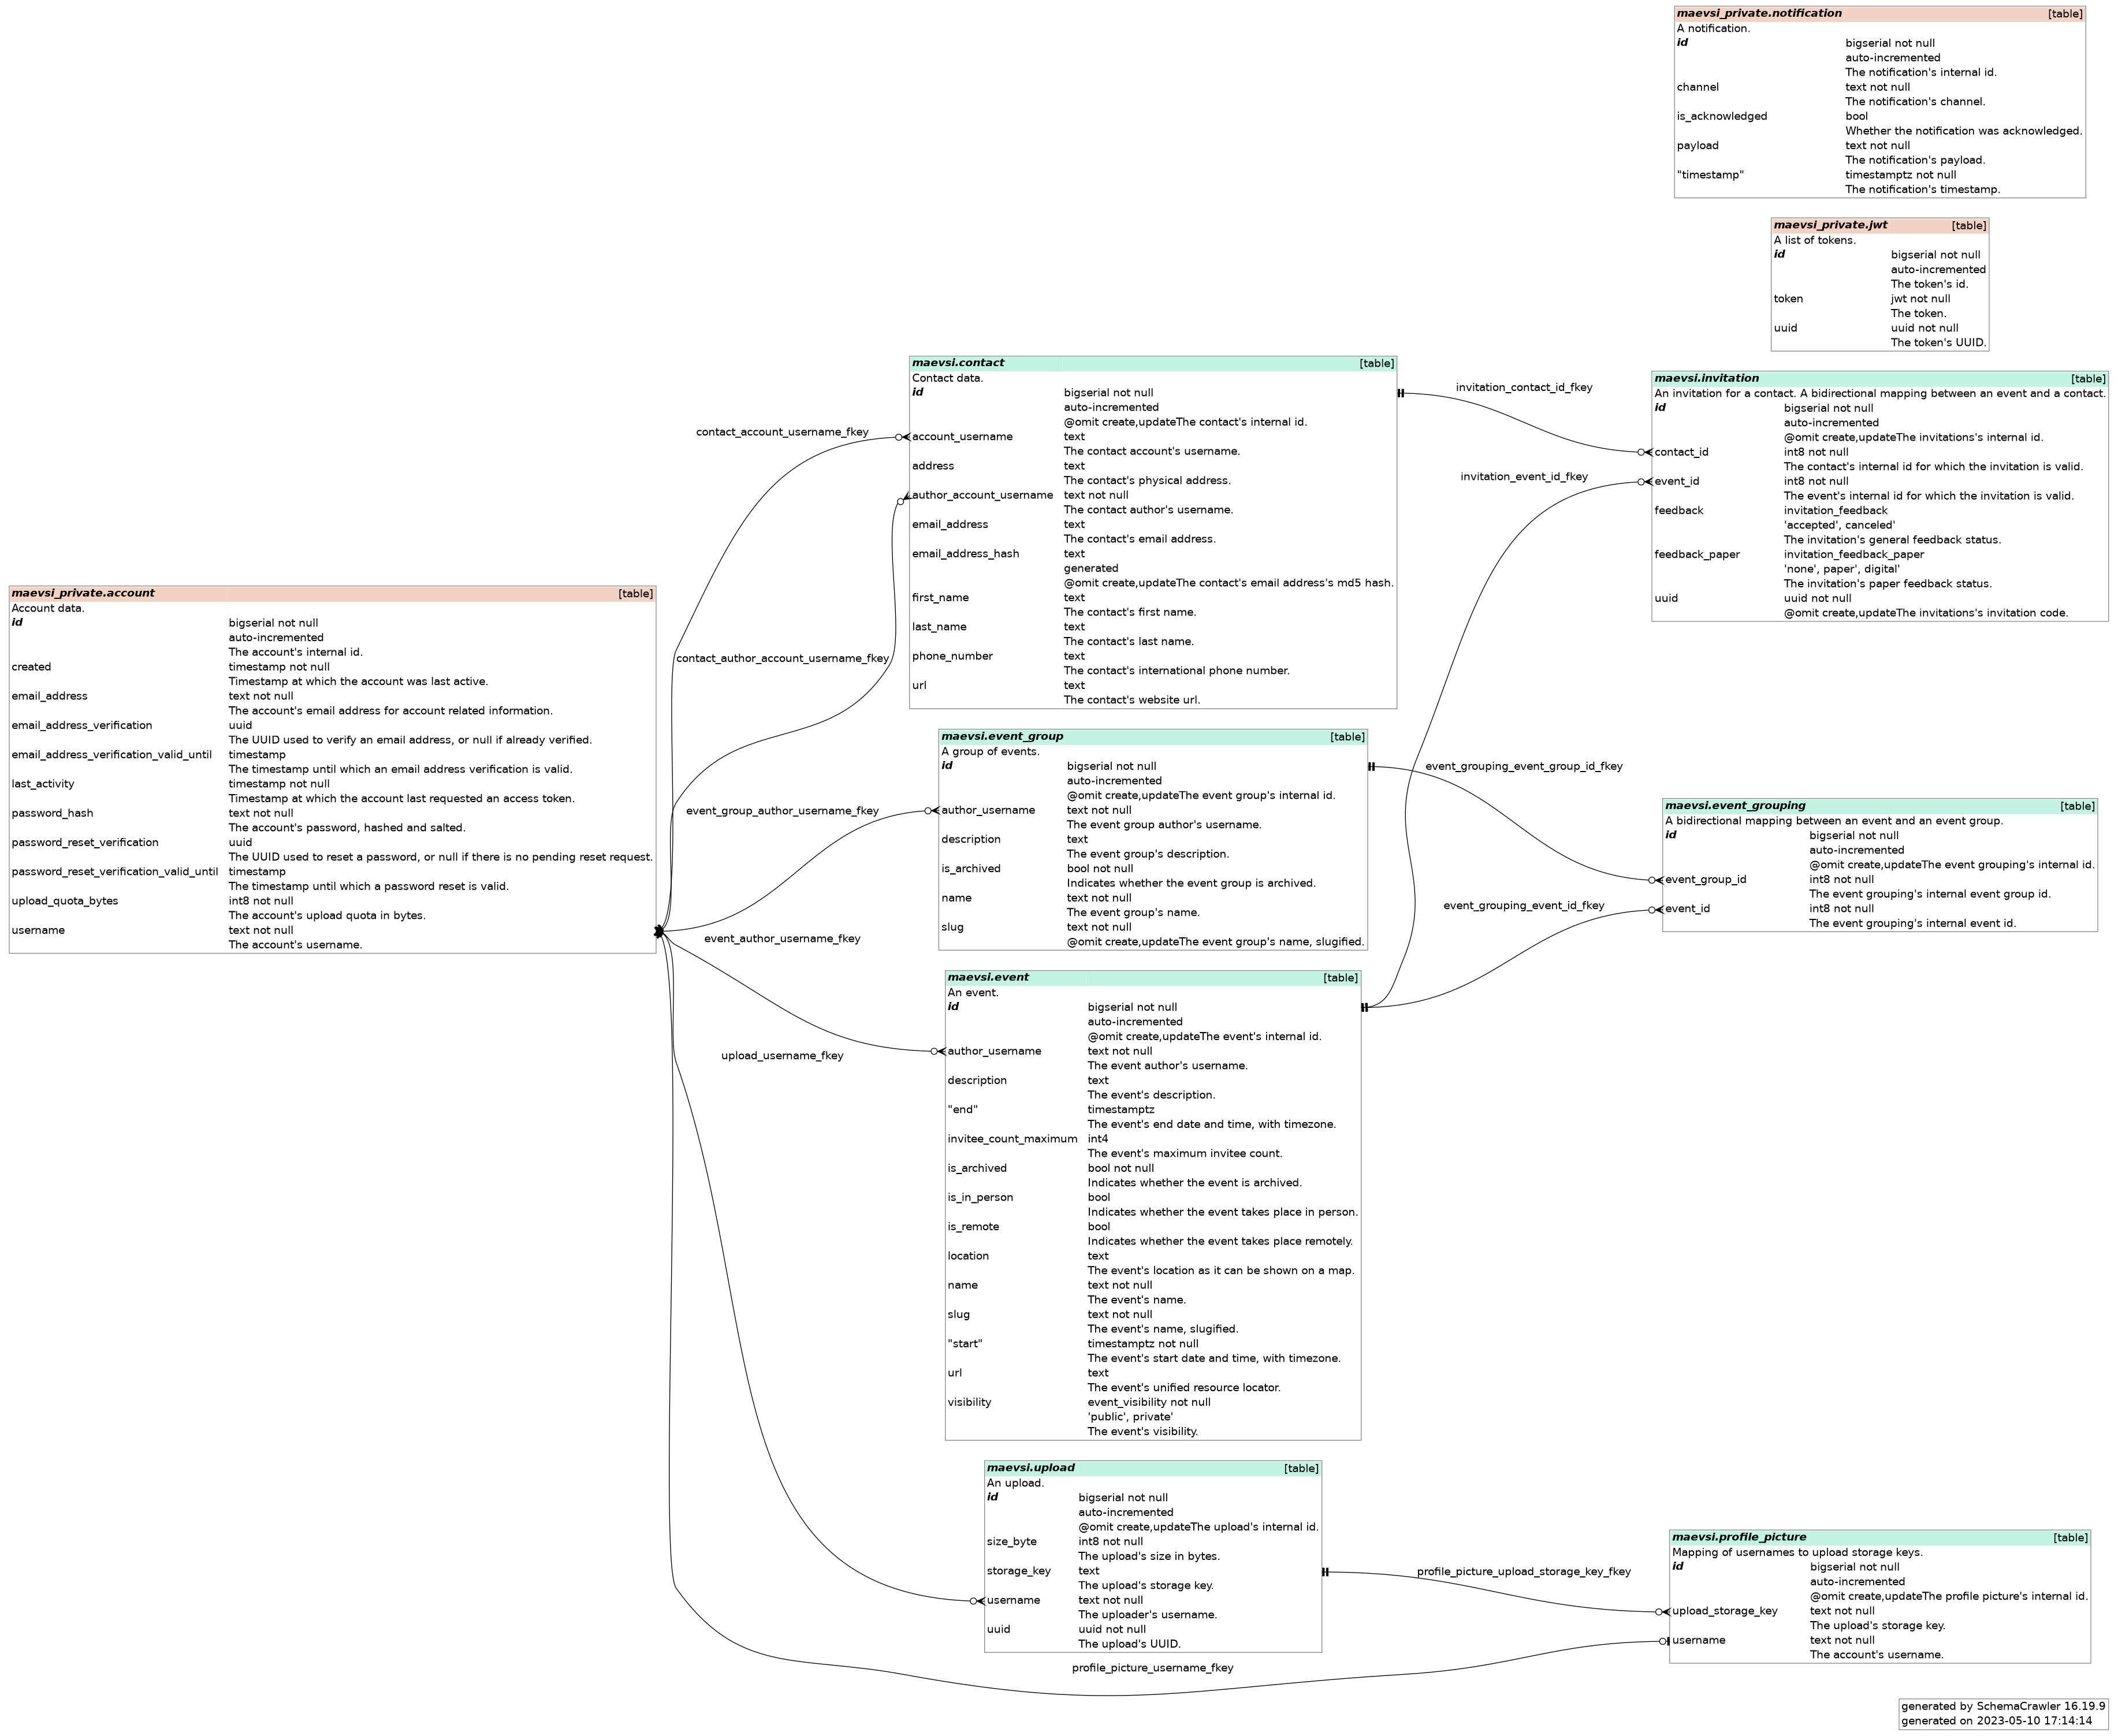 maevsi_private.notification [table]
A notification.
id bigserial not null
auto-incremented
The notification's internal id.
channel text not null
The notification's channel.
is_acknowledged bool
Whether the notification was acknowledged.
payload text not null
The notification's payload.
"timestamp" timestamptz not null
The notification's timestamp.
maevsi_private.jwt [table]
A list of tokens.
id bigserial not null
auto-incremented
The token's id.
token jwt not null
The token.
uuid uuid not null
The token's UUID.
maevsi.contact [table]
Contact data.
id bigserial not null
auto-incremented
@omit create,updateThe contact's internal id.
account_username text
The contact account's username.
address text
The contact's physical address.
author_account_username text not null
The contact author's username.
email_address text
The contact's email address.
email_address_hash text
generated
@omit create,updateThe contact's email address's md5 hash.
first_name text
The contact's first name.
last_name text
The contact's last name.
phone_number text
The contact's international phone number.
url text
The contact's website url.
invitation_contact_id_fkey
invitation_event_id_fkey
maevsi.invitation [table]
An invitation for a contact. A bidirectional mapping between an event and a contact.
id bigserial not null
auto-incremented
@omit create,updateThe invitations's internal id.
contact_id int8 not null
The contact's internal id for which the invitation is valid.
event_id int8 not null
The event's internal id for which the invitation is valid.
feedback invitation_feedback
'accepted', canceled'
The invitation's general feedback status.
feedback_paper invitation_feedback_paper
'none', paper', digital'
The invitation's paper feedback status.
uuid uuid not null
@omit create,updateThe invitations's invitation code.
contact_account_username_fkey
contact_author_account_username_fkey
maevsi_private.account [table]
Account data.
id bigserial not null
auto-incremented
The account's internal id.
created timestamp not null
Timestamp at which the account was last active.
email_address text not null
The account's email address for account related information.
email_address_verification uuid
The UUID used to verify an email address, or null if already verified.
email_address_verification_valid_until timestamp
The timestamp until which an email address verification is valid.
last_activity timestamp not null
Timestamp at which the account last requested an access token.
password_hash text not null
The account's password, hashed and salted.
password_reset_verification uuid
The UUID used to reset a password, or null if there is no pending reset request.
password_reset_verification_valid_until timestamp
The timestamp until which a password reset is valid.
upload_quota_bytes int8 not null
The account's upload quota in bytes.
username text not null
The account's username.
event_group_author_username_fkey
event_author_username_fkey
upload_username_fkey
maevsi.event_group [table]
A group of events.
id bigserial not null
auto-incremented
@omit create,updateThe event group's internal id.
author_username text not null
The event group author's username.
description text
The event group's description.
is_archived bool not null
Indicates whether the event group is archived.
name text not null
The event group's name.
slug text not null
@omit create,updateThe event group's name, slugified.
event_grouping_event_group_id_fkey
event_grouping_event_id_fkey
maevsi.event_grouping [table]
A bidirectional mapping between an event and an event group.
id bigserial not null
auto-incremented
@omit create,updateThe event grouping's internal id.
event_group_id int8 not null
The event grouping's internal event group id.
event_id int8 not null
The event grouping's internal event id.
maevsi.event [table]
An event.
id bigserial not null
auto-incremented
@omit create,updateThe event's internal id.
author_username text not null
The event author's username.
description text
The event's description.
"end" timestamptz
The event's end date and time, with timezone.
invitee_count_maximum int4
The event's maximum invitee count.
is_archived bool not null
Indicates whether the event is archived.
is_in_person bool
Indicates whether the event takes place in person.
is_remote bool
Indicates whether the event takes place remotely.
location text
The event's location as it can be shown on a map.
name text not null
The event's name.
slug text not null
The event's name, slugified.
"start" timestamptz not null
The event's start date and time, with timezone.
url text
The event's unified resource locator.
visibility event_visibility not null
'public', private'
The event's visibility.
maevsi.upload [table]
An upload.
id bigserial not null
auto-incremented
@omit create,updateThe upload's internal id.
size_byte int8 not null
The upload's size in bytes.
storage_key text
The upload's storage key.
username text not null
The uploader's username.
uuid uuid not null
The upload's UUID.
profile_picture_upload_storage_key_fkey
profile_picture_username_fkey
maevsi.profile_picture [table]
Mapping of usernames to upload storage keys.
id bigserial not null
auto-incremented
@omit create,updateThe profile picture's internal id.
upload_storage_key text not null
The upload's storage key.
username text not null
The account's username.
generated by SchemaCrawler 16.19.9
generated on 2023-05-10 17:14:14